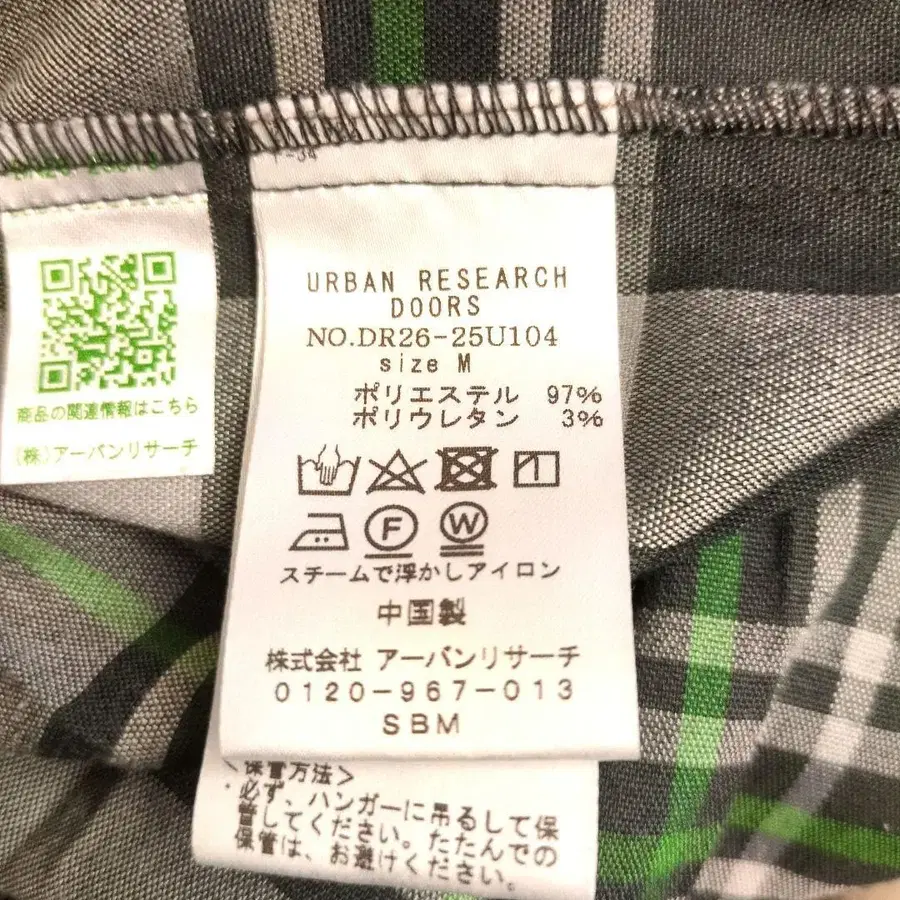 商品の関連情報はこちら
(株)アーバンリサーチ
URBAN RESEARCH
DOORS
NO.DR26-25U104
size M
ポリエステル 97%
ポリウレタン 3%
F
W
スチームで浮かしアイロン
中国製
株式会社 アーバンリサーチ
0120-967-013
SBM
<保管方法>
・必ず、ハンガーに吊るして保
管してください。たたんでの
保管は、お避けください。